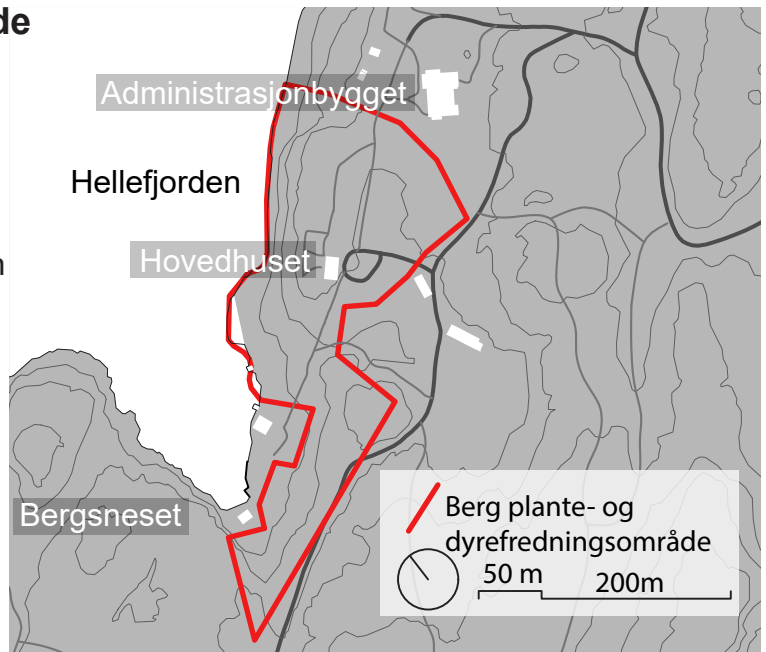 de
Administrasjonbygget
Hellefjorden
Hovedhuset
n
Bergsneset
Berg plante- og
dyrefredningsområde
50 m
200m